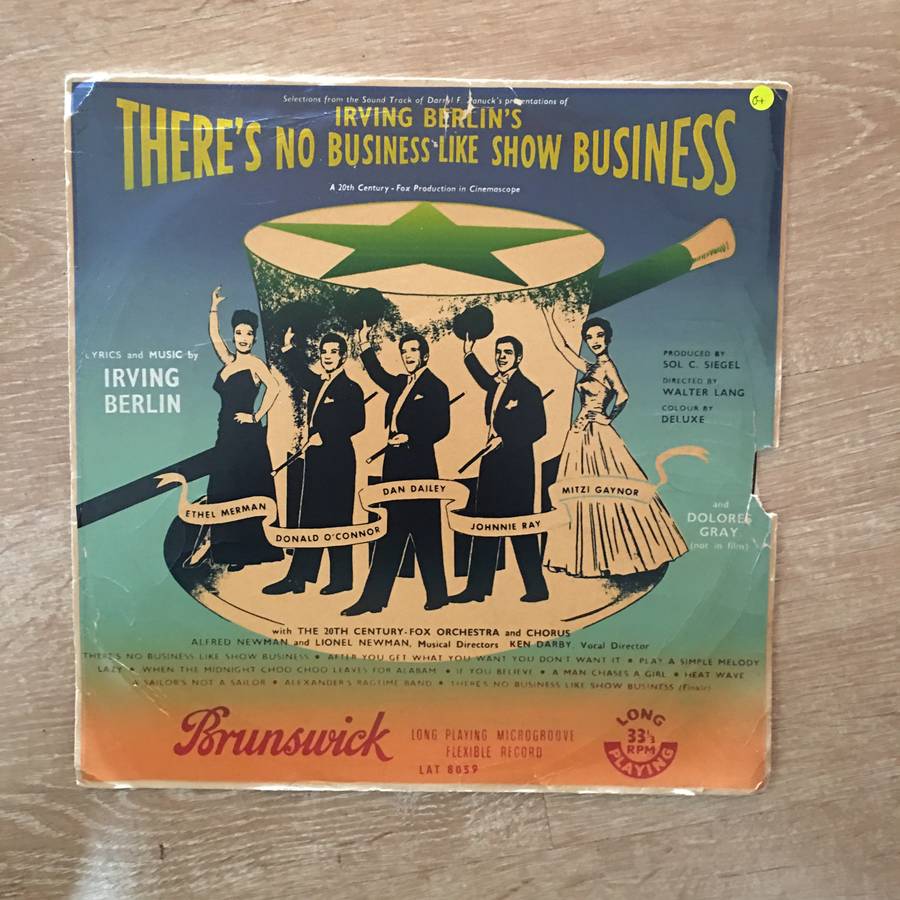 Selections from the Sound Track of Darryl F. Zanuck's presentations of
IRVING BERLIN'S
THERE'S NO BUSINESS LIKE SHOW BUSINESS
A 20th Century-Fox Production in Cinemascope
G+
LYRICS and MUSIC by
IRVING
BERLIN
PRODUCED BY
SOL C. SIEGEL
DIRECTED BY
WALTER LANG
COLOUR BY
DELUXE
ETHEL MERMAN
DONALD O'CONNOR
DAN DAILEY
JOHNNIE RAY
MITZI GAYNOR
and
DOLORES
GRAY
(not in film)
with THE 20TH CENTURY-FOX ORCHESTRA and CHORUS
ALFRED NEWMAN and LIONEL NEWMAN, Musical Directors KEN DARBY, Vocal Director
THERE'S NO BUSINESS LIKE SHOW BUSINESS • AFTER YOU GET WHAT YOU WANT YOU DON'T WANT IT • PLAY A SIMPLE MELODY
LAZY • WHEN THE MIDNIGHT CHOO CHOO LEAVES FOR ALABAM • IF YOU BELIEVE • A MAN CHASES A GIRL • HEAT WAVE
A SAILOR'S NOT A SAILOR • ALEXANDER'S RAGTIME BAND • THERE'S NO BUSINESS LIKE SHOW BUSINESS (Finale)
Brunswick
LONG PLAYING MICROGROOVE
FLEXIBLE RECORD
LAT 8059
LONG
33⅓
RPM
PLAYING